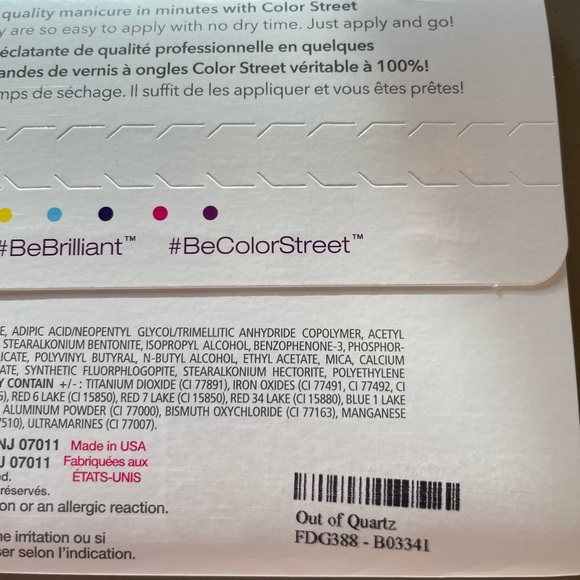 quality manicure in minutes with Color Street
y are so easy to apply with no dry time. Just apply and go!
éclatante de qualité professionnelle en quelques
andes de vernis à ongles Color Street véritable à 100%!
mps de séchage. Il suffit de les appliquer et vous êtes prêtes!
#BeBrilliant™ #BeColorStreet™
E, ADIPIC ACID/NEOPENTYL GLYCOL/TRIMELLITIC ANHYDRIDE COPOLYMER, ACETYL
STEARALKONIUM BENTONITE, ISOPROPYL ALCOHOL, BENZOPHENONE-3, PHOSPHOR-
LICATE, POLYVINYL BUTYRAL, N-BUTYL ALCOHOL, ETHYL ACETATE, MICA, CALCIUM
ATE, SYNTHETIC FLUORPHLOGOPITE, STEARALKONIUM HECTORITE, POLYETHYLENE
Y CONTAIN +/-: TITANIUM DIOXIDE (CI 77891), IRON OXIDES (CI 77491, CI 77492, CI
5), RED 6 LAKE (CI 15850), RED 7 LAKE (CI 15850), RED 34 LAKE (CI 15880), BLUE 1 LAKE
ALUMINUM POWDER (CI 77000), BISMUTH OXYCHLORIDE (CI 77163), MANGANESE
7510), ULTRAMARINES (CI 77007).
NJ 07011 Made in USA
J 07011 Fabriquées aux
d. ÉTATS-UNIS
réservés.
on or an allergic reaction.
ne irritation ou si
ser selon l'indication.
Out of Quartz
FDG388 - B03341